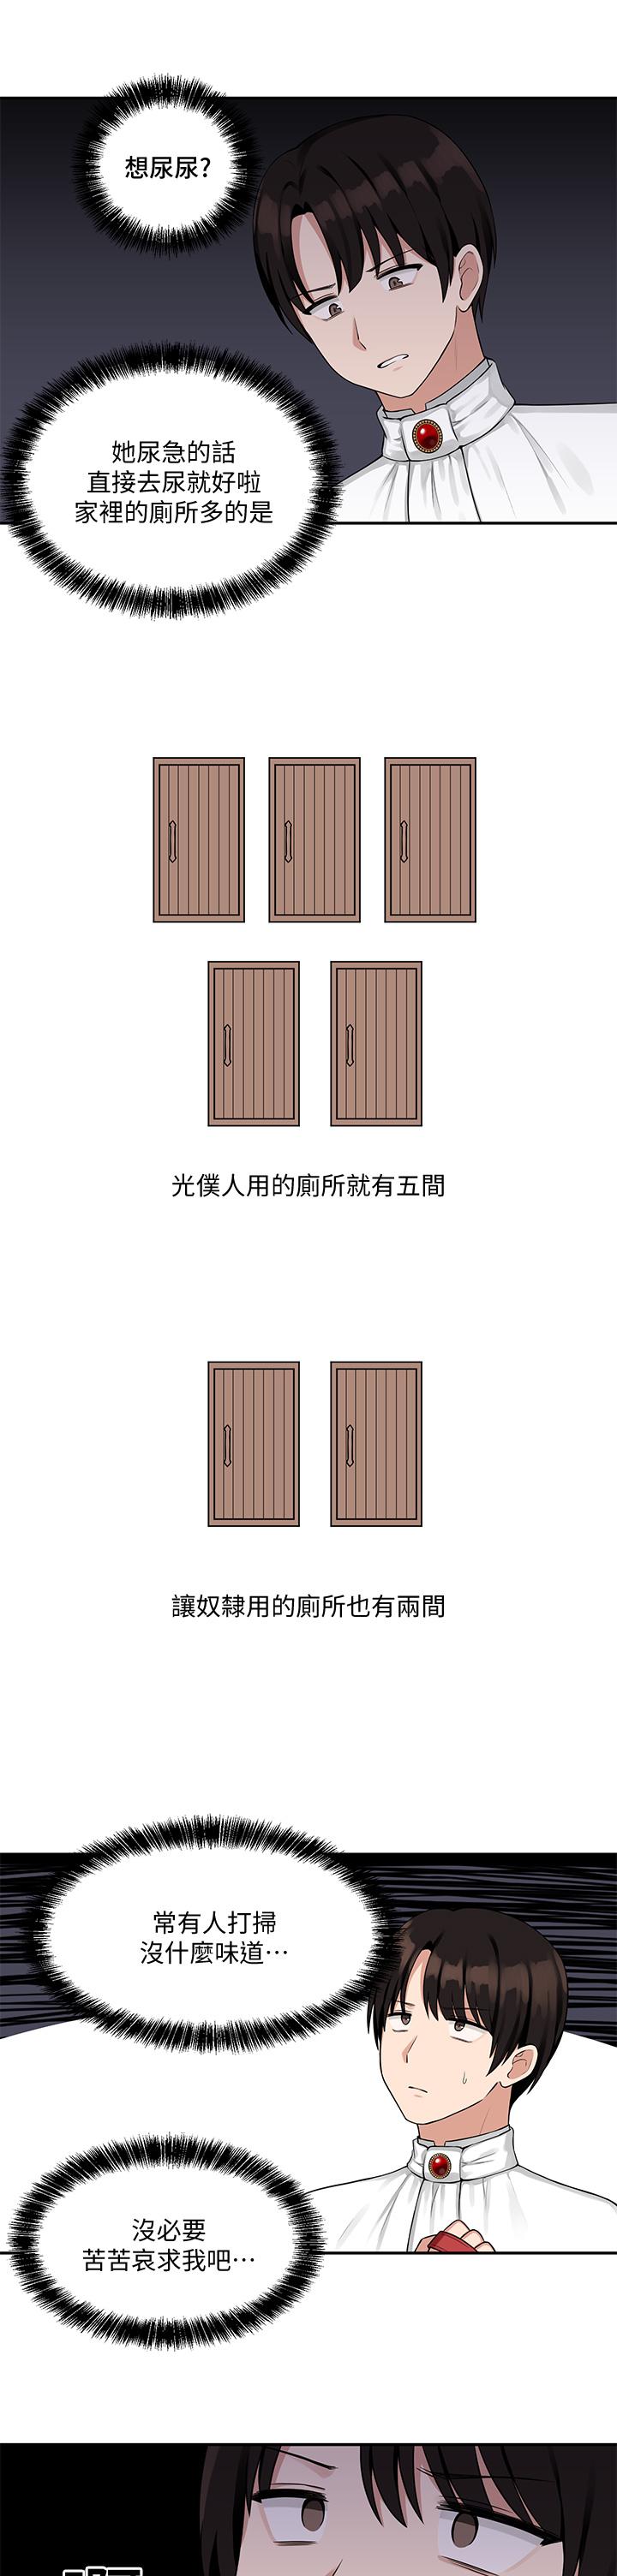 想尿尿?
她尿急的話
直接去尿就好啦
家裡的廁所多的是
光僕人用的廁所就有五間
讓奴隸用的廁所也有兩間
常有人打掃
沒什麼味道…
沒必要
苦苦哀求我吧…